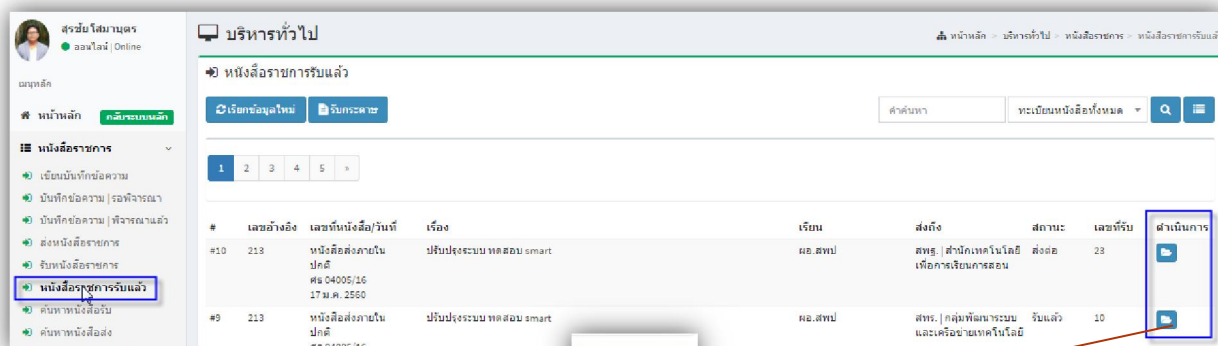 สุรชัย โสมาบุตร
ออนไลน์ | Online
เมนูหลัก
หน้าหลัก กลับระบบหลัก
หนังสือราชการ
เขียนบันทึกข้อความ
บันทึกข้อความ | รอพิจารณา
บันทึกข้อความ | พิจารณาแล้ว
ส่งหนังสือราชการ
รับหนังสือราชการ
หนังสือราชการรับแล้ว
ค้นหาหนังสือรับ
ค้นหาหนังสือส่ง
บริหารทั่วไป
หน้าหลัก > บริหารทั่วไป > หนังสือราชการ > หนังสือราชการรับแล้
หนังสือราชการรับแล้ว
เรียกข้อมูลใหม่ รับกระดาษ คำค้นหา ทะเบียนหนังสือทั้งหมด
1 2 3 4 5 »
# เลขอ้างอิง เลขที่หนังสือ/วันที่ เรื่อง เรียน ส่งถึง สถานะ เลขที่รับ ดำเนินการ
#10 213 หนังสือส่งภายใน ปรับปรุงระบบ ทดสอบ smart ผอ.สพป สพฐ. | สำนักเทคโนโลยี ส่งต่อ 23
ปกติ เพื่อการเรียนการสอน
ศธ 04005/16
17 ม.ค. 2560
#9 213 หนังสือส่งภายใน ปรับปรุงระบบ ทดสอบ smart ผอ.สพป สทร. | กลุ่มพัฒนาระบบ รับแล้ว 10
ปกติ และเครือข่ายเทคโนโลยี
ศธ 04005/16